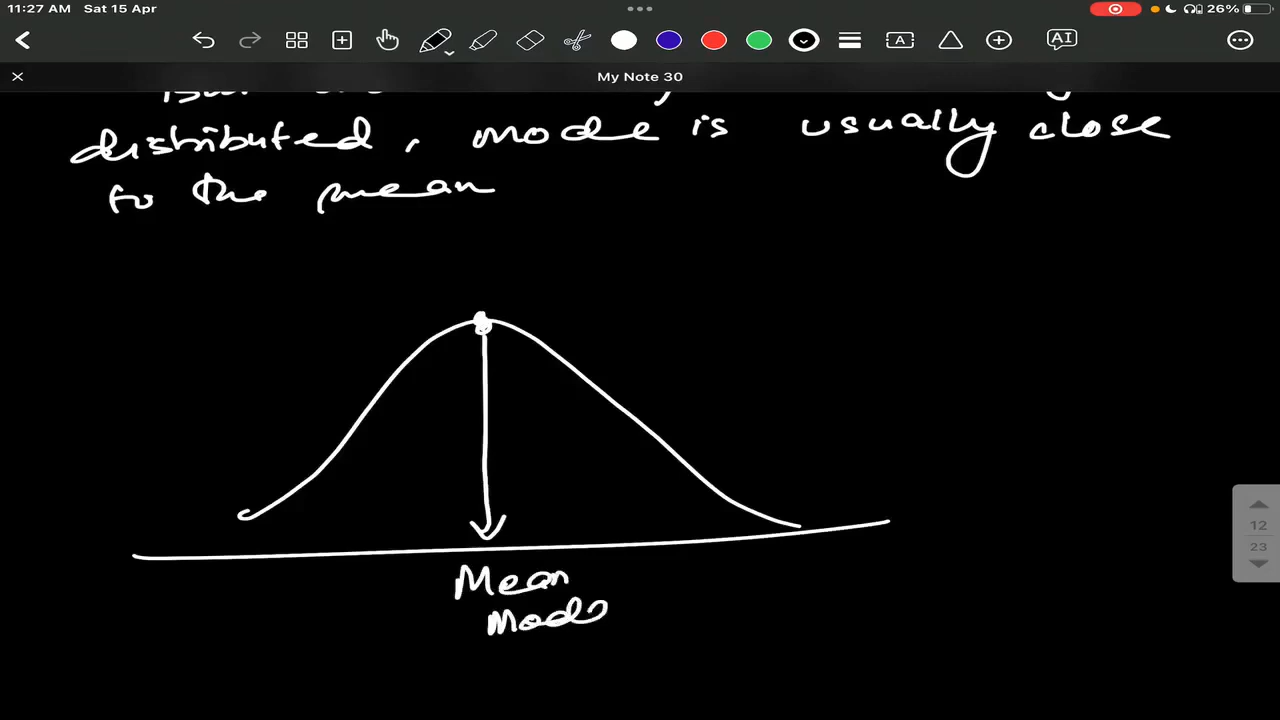 11:27 AM Sat 15 Apr
26%
A
AI
My Note 30
distributed, mode is usually close
to the mean
12
23
Mean
Mode